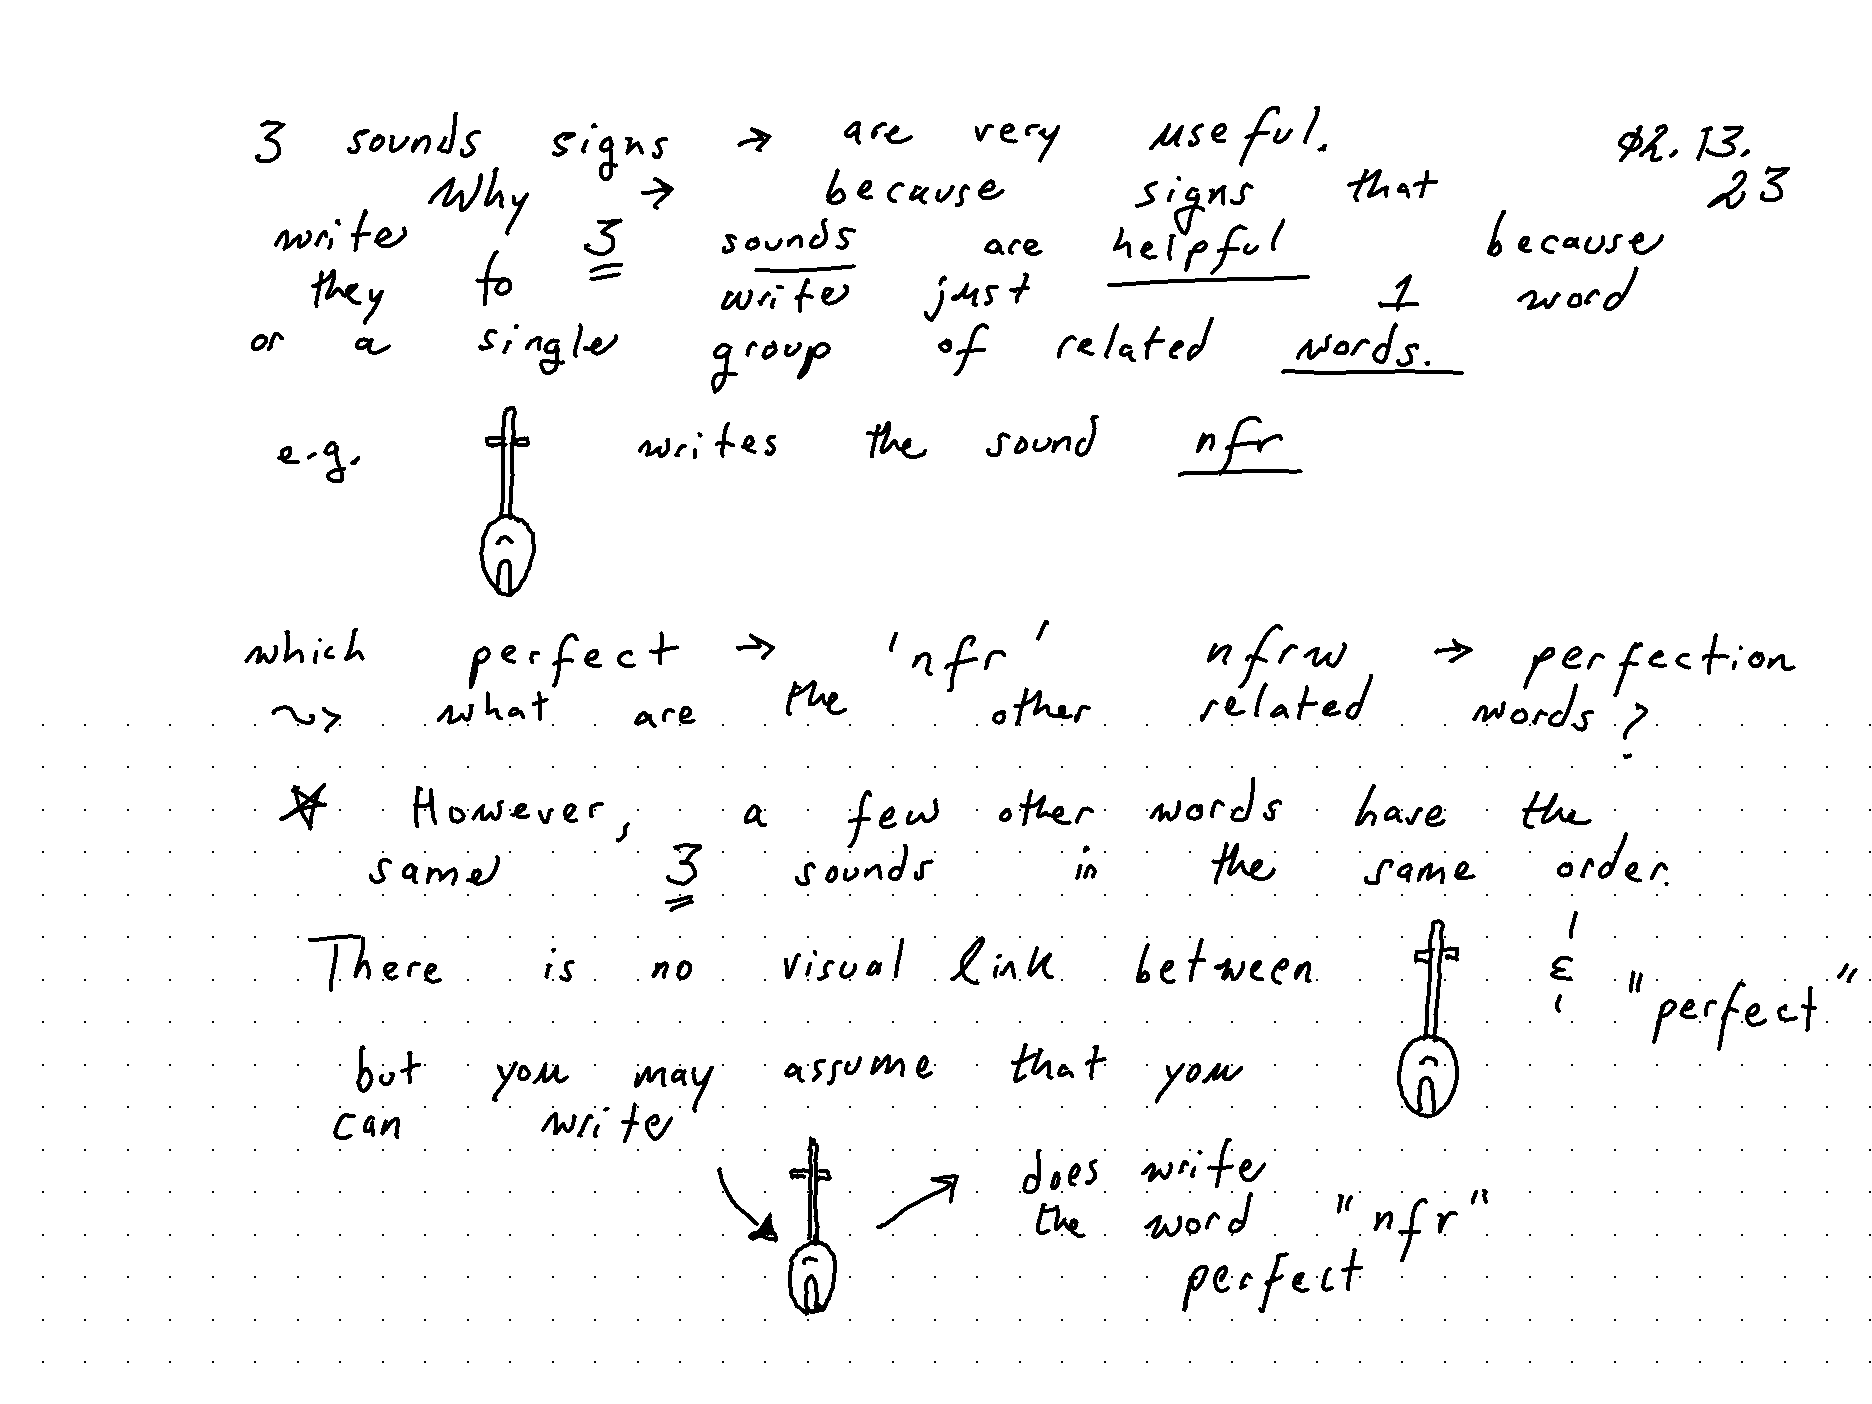 3 sounds signs → are very useful. 02.13.
Why → because signs that 23
write 3 sounds are helpful because
they to write just 1 word
or a single group of related words.
e.g. 𓄤 writes the sound nfr
which perfect → 'nfr' nfrw → perfection
⤳ what are the other related words?
☆ However, a few other words have the
same 3 sounds in the same order.
There is no visual link between 𓄤 & "perfect"
but you may assume that you
can write
𓄤 → does write
the word "nfr"
perfect